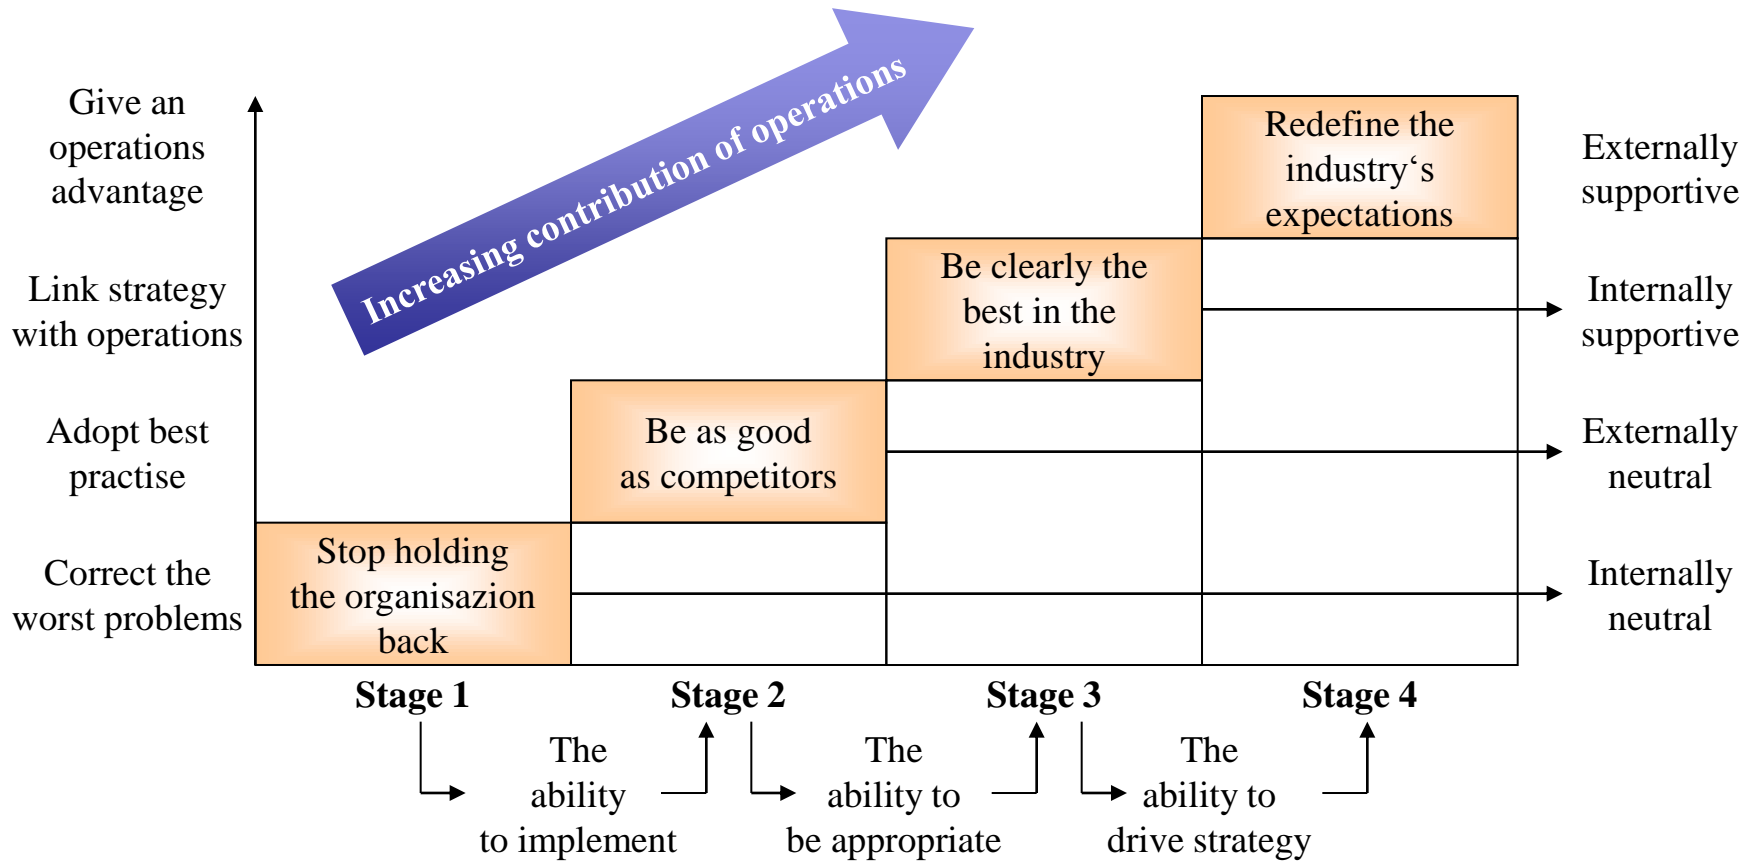 Increasing contribution of operations
Give an
operations
advantage
Redefine the
industry‘s
expectations
Externally
supportive
Link strategy
with operations
Be clearly the
best in the
industry
Internally
supportive
Adopt best
practise
Be as good
as competitors
Externally
neutral
Correct the
worst problems
Stop holding
the organisazion
back
Internally
neutral
Stage 1
Stage 2
Stage 3
Stage 4
The
ability
to implement
The
ability to
be appropriate
The
ability to
drive strategy